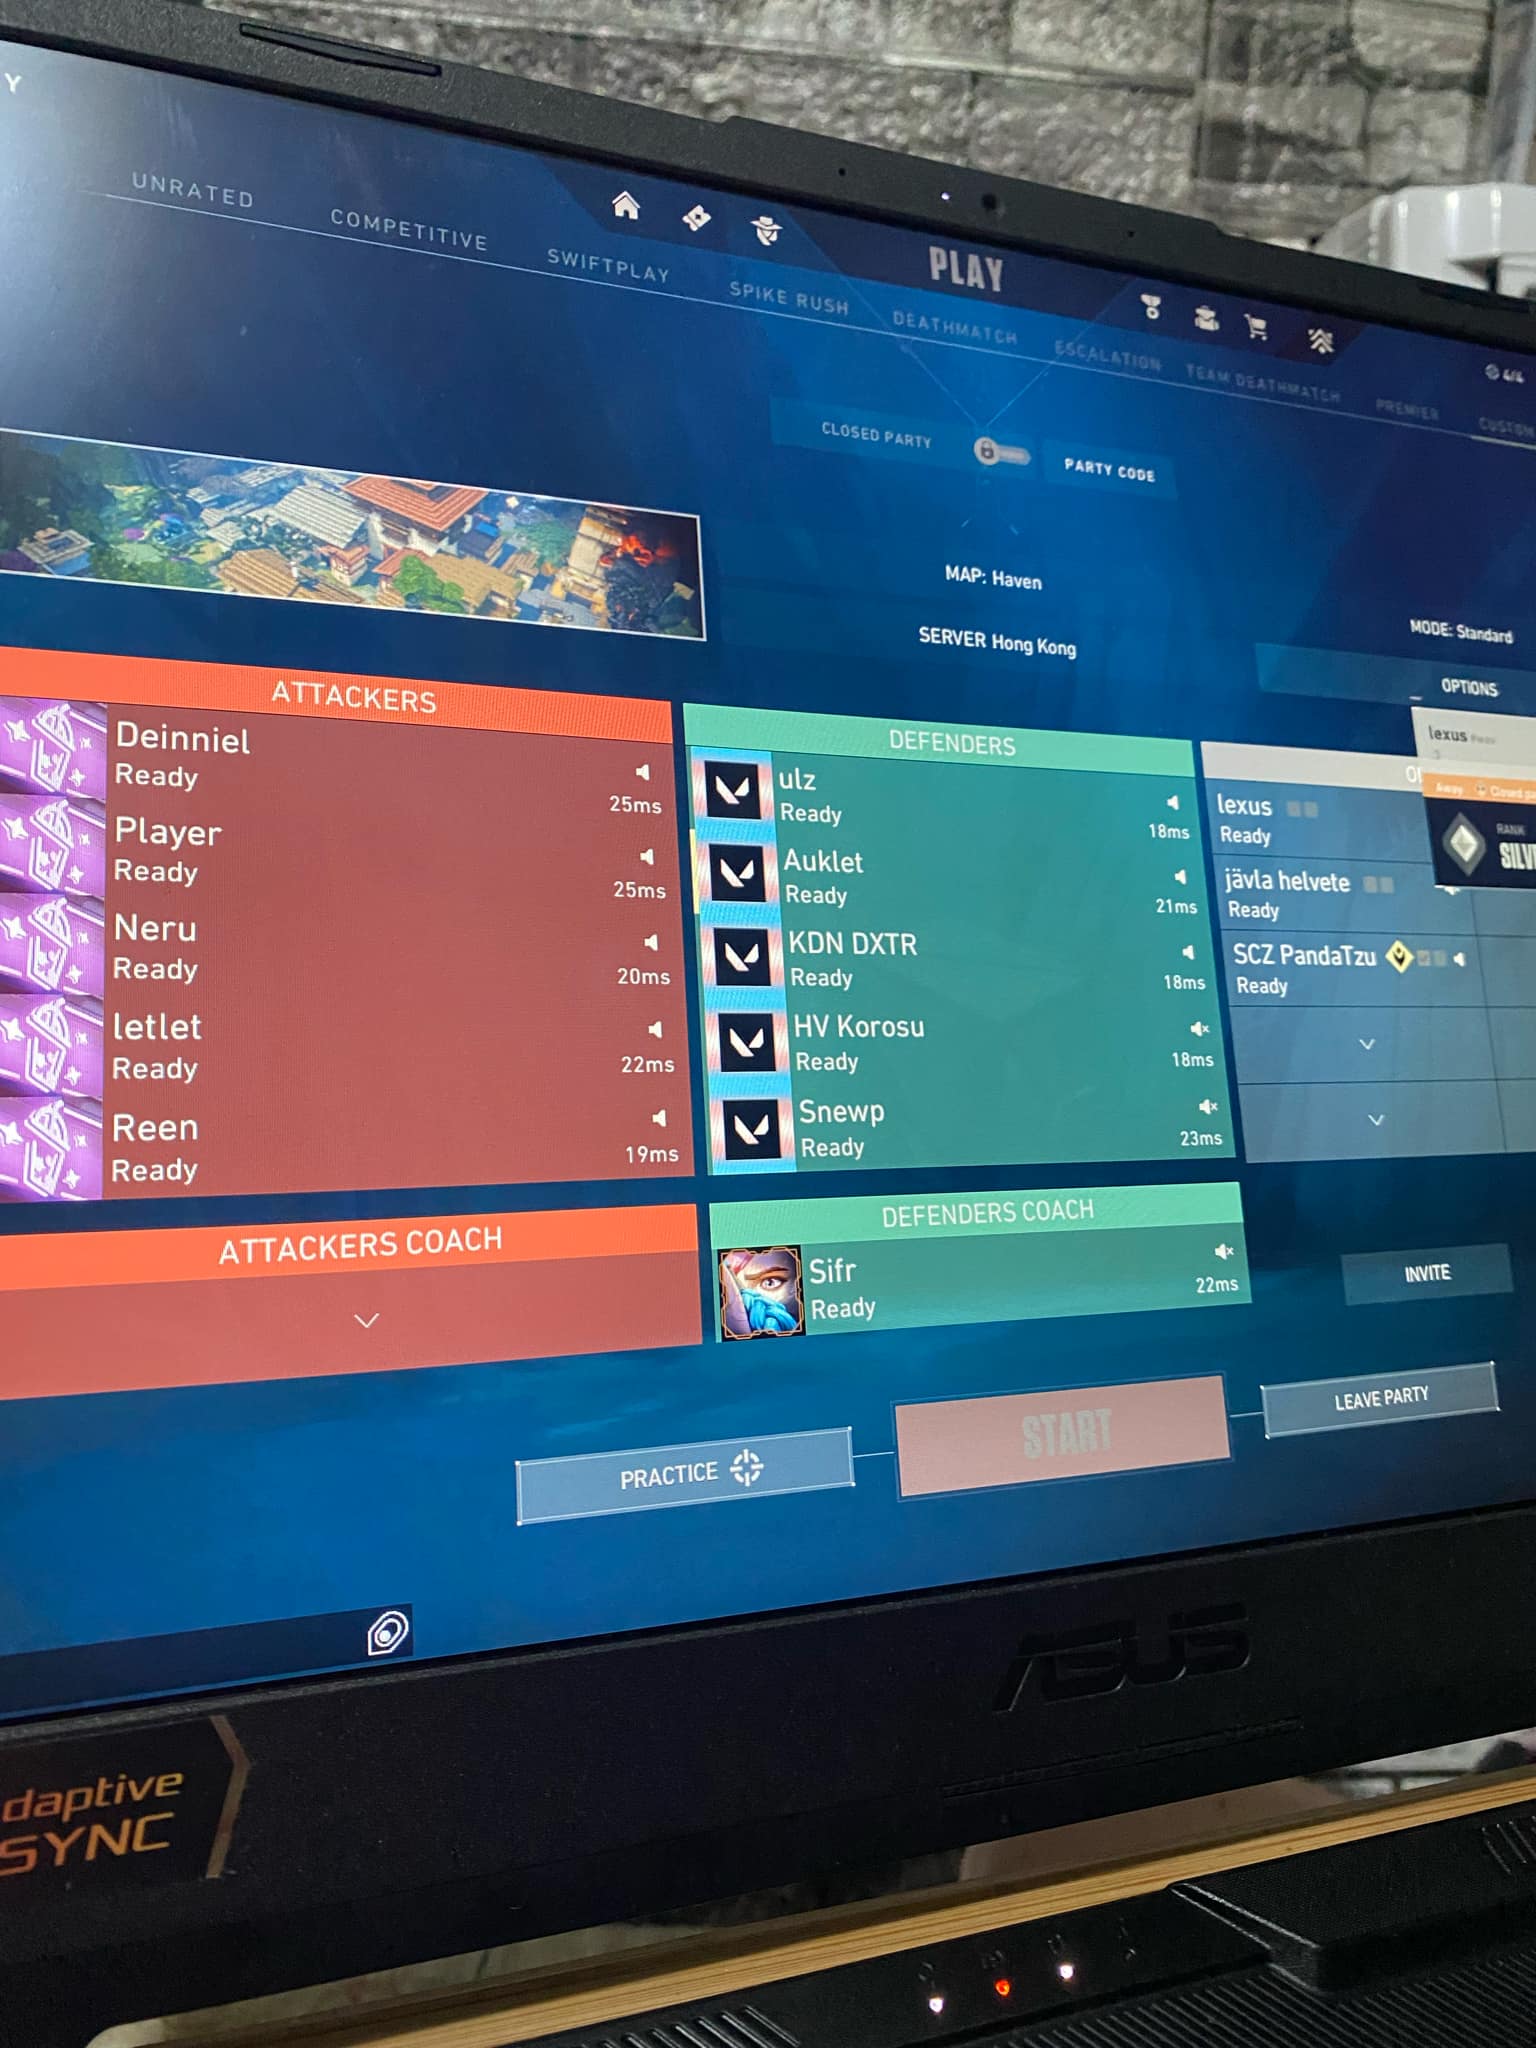 Y
PLAY
4/4
UNRATED
COMPETITIVE
SWIFTPLAY
SPIKE RUSH
DEATHMATCH
ESCALATION
TEAM DEATHMATCH
PREMIER
CUSTOM
CLOSED PARTY
PARTY CODE
MAP: Haven
SERVER Hong Kong
MODE: Standard
OPTIONS
ATTACKERS
Deinniel
Ready
25ms
Player
Ready
25ms
Neru
Ready
20ms
letlet
Ready
22ms
Reen
Ready
19ms
ATTACKERS COACH
DEFENDERS
ulz
Ready
18ms
Auklet
Ready
21ms
KDN DXTR
Ready
18ms
HV Korosu
Ready
18ms
Snewp
Ready
23ms
DEFENDERS COACH
Sifr
Ready
22ms
lexus
Ready
jävla helvete
Ready
SCZ PandaTzu
Ready
lexus
Away
RANK
SILV
INVITE
PRACTICE
START
LEAVE PARTY
ASUS
daptive
SYNC